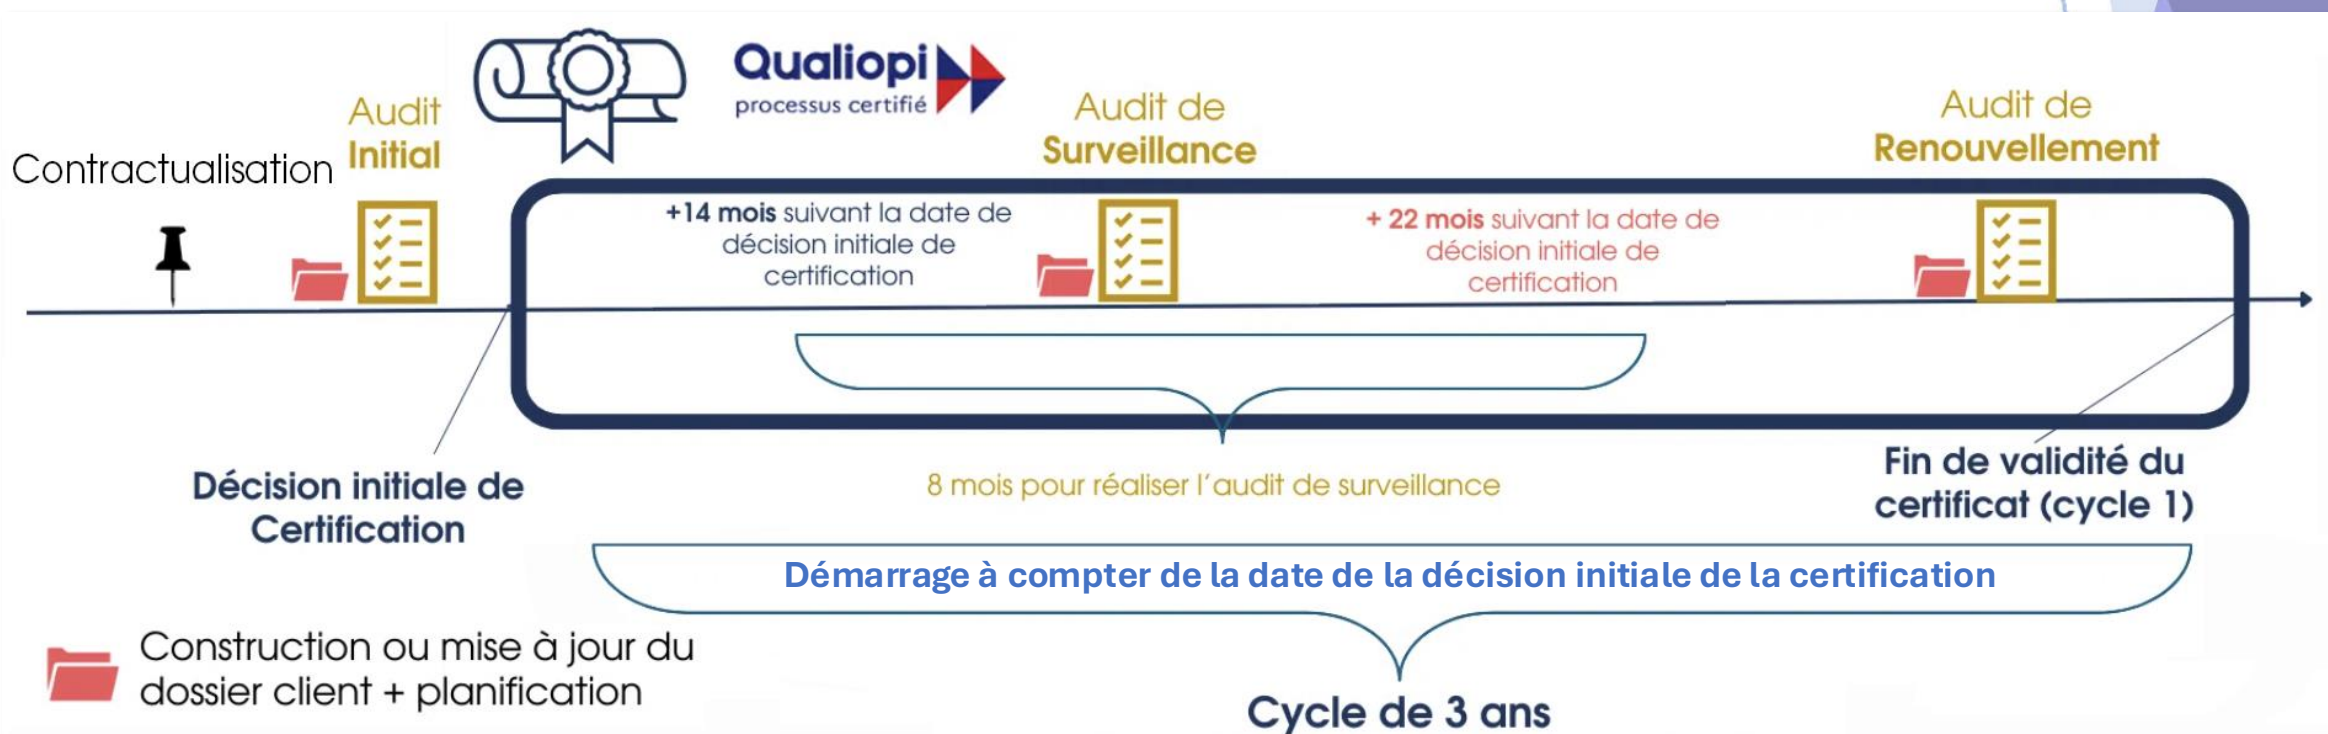 Qualiopi
processus certifié
Contractualisation
Audit
Initial
Audit de
Surveillance
Audit de
Renouvellement
+14 mois suivant la date de
décision initiale de
certification
+ 22 mois suivant la date de
décision initiale de
certification
8 mois pour réaliser l'audit de surveillance
Décision initiale de
Certification
Fin de validité du
certificat (cycle 1)
Démarrage à compter de la date de la décision initiale de la certification
Construction ou mise à jour du
dossier client + planification
Cycle de 3 ans